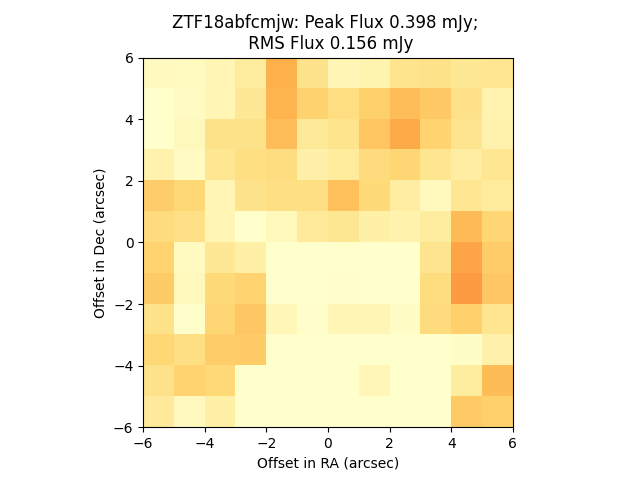 ZTF18abfcmjw: Peak Flux 0.398 mJy;
RMS Flux 0.156 mJy
6
4
2
0
−2
−4
−6
Offset in Dec (arcsec)
−6 −4 −2 0 2 4 6
Offset in RA (arcsec)